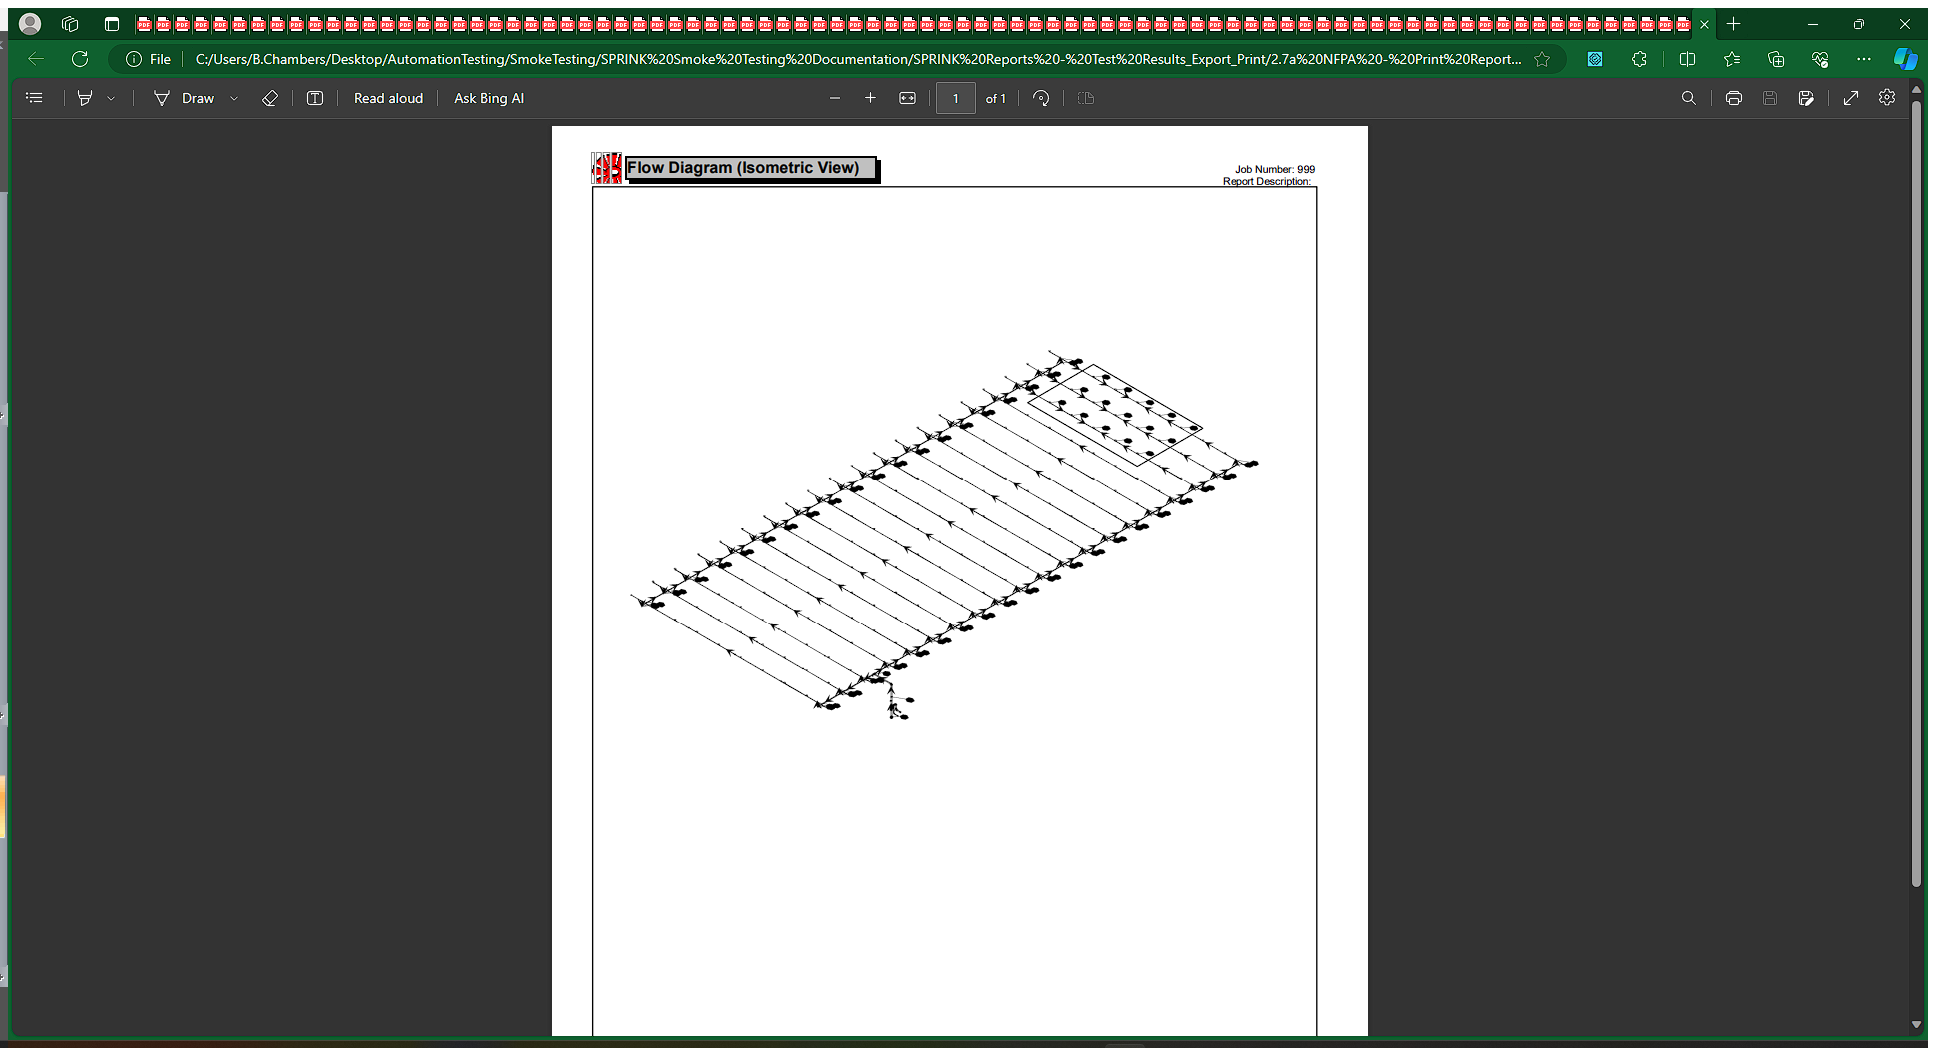 File
C:/Users/B.Chambers/Desktop/AutomationTesting/SmokeTesting/SPRINK%20Smoke%20Testing%20Documentation/SPRINK%20Reports%20-%20Test%20Results_Export_Print/2.7a%20NFPA%20-%20Print%20Report...
Draw
Read aloud
Ask Bing AI
1
of 1
Flow Diagram (Isometric View)
Job Number: 999
Report Description: